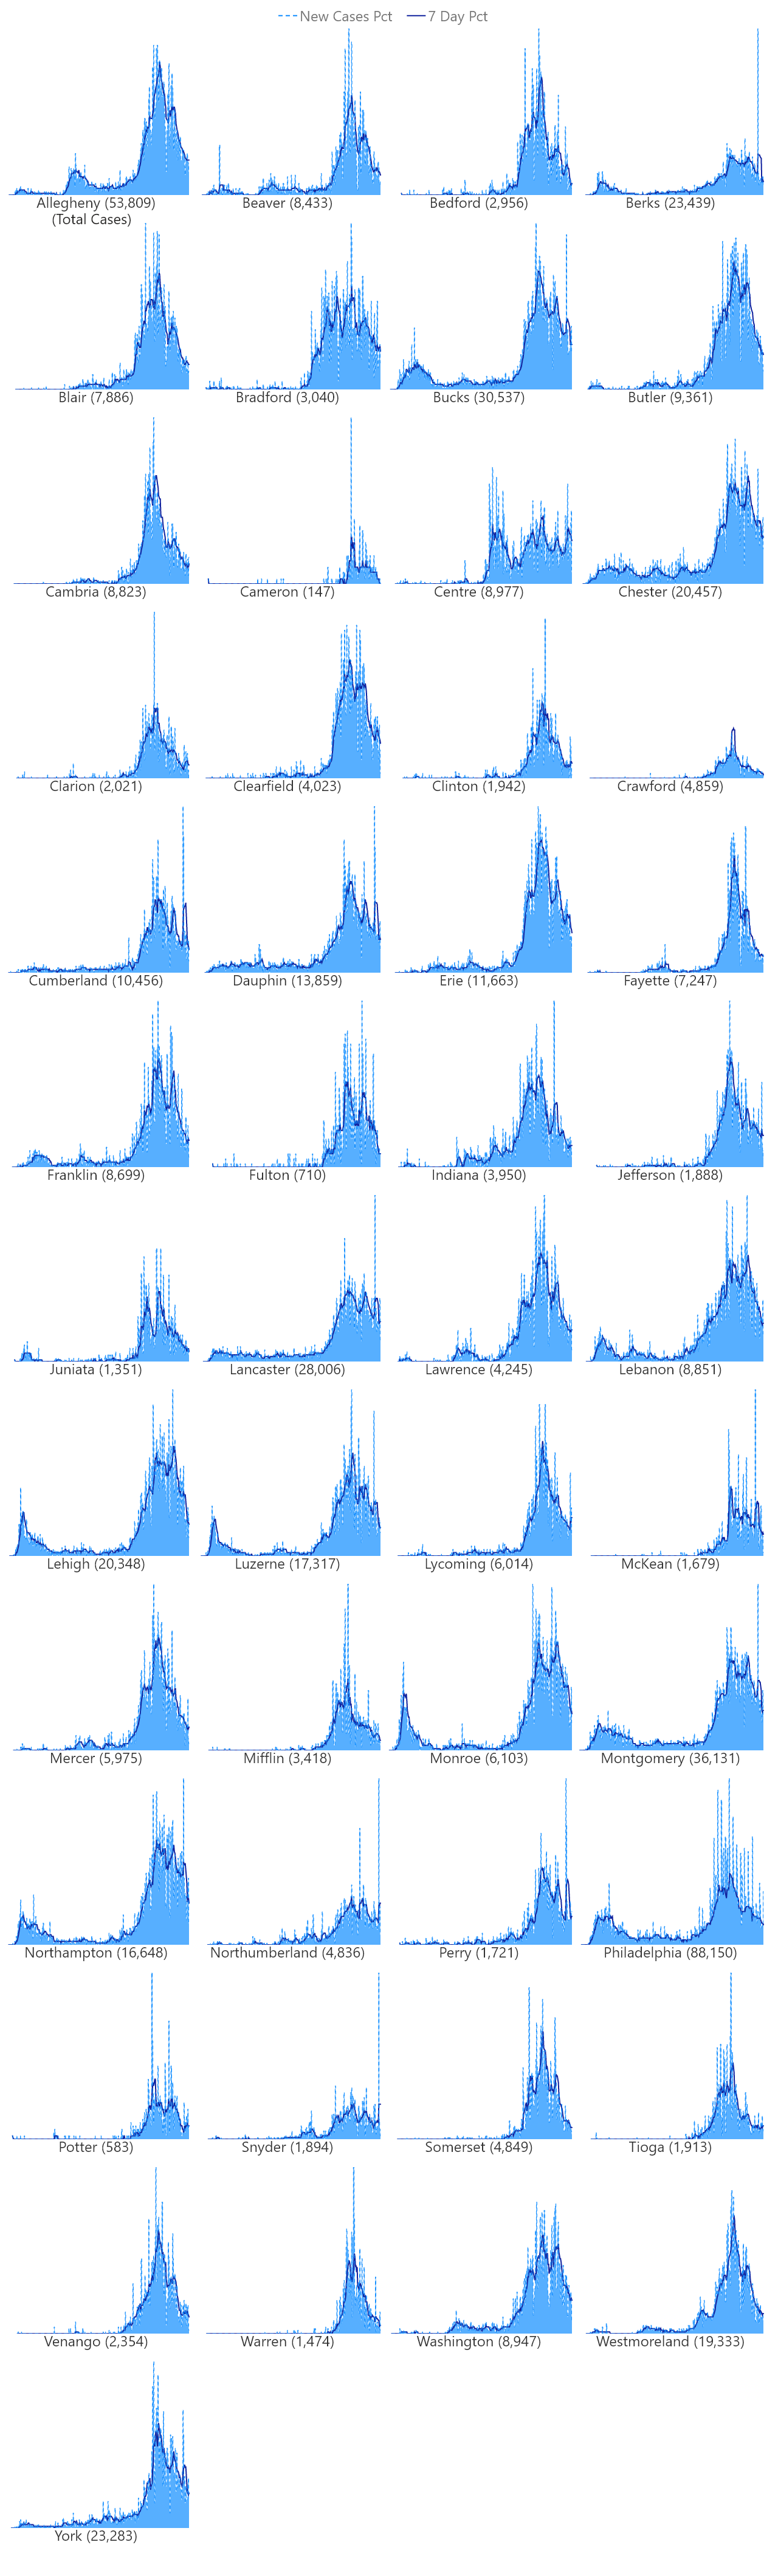 New Cases Pct 7 Day Pct
Allegheny (53,809) Beaver (8,433) Bedford (2,956) Berks (23,439)
(Total Cases)
Blair (7,886) Bradford (3,040) Bucks (30,537) Butler (9,361)
Cambria (8,823) Cameron (147) Centre (8,977) Chester (20,457)
Clarion (2,021) Clearfield (4,023) Clinton (1,942) Crawford (4,859)
Cumberland (10,456) Dauphin (13,859) Erie (11,663) Fayette (7,247)
Franklin (8,699) Fulton (710) Indiana (3,950) Jefferson (1,888)
Juniata (1,351) Lancaster (28,006) Lawrence (4,245) Lebanon (8,851)
Lehigh (20,348) Luzerne (17,317) Lycoming (6,014) McKean (1,679)
Mercer (5,975) Mifflin (3,418) Monroe (6,103) Montgomery (36,131)
Northampton (16,648) Northumberland (4,836) Perry (1,721) Philadelphia (88,150)
Potter (583) Snyder (1,894) Somerset (4,849) Tioga (1,913)
Venango (2,354) Warren (1,474) Washington (8,947) Westmoreland (19,333)
York (23,283)